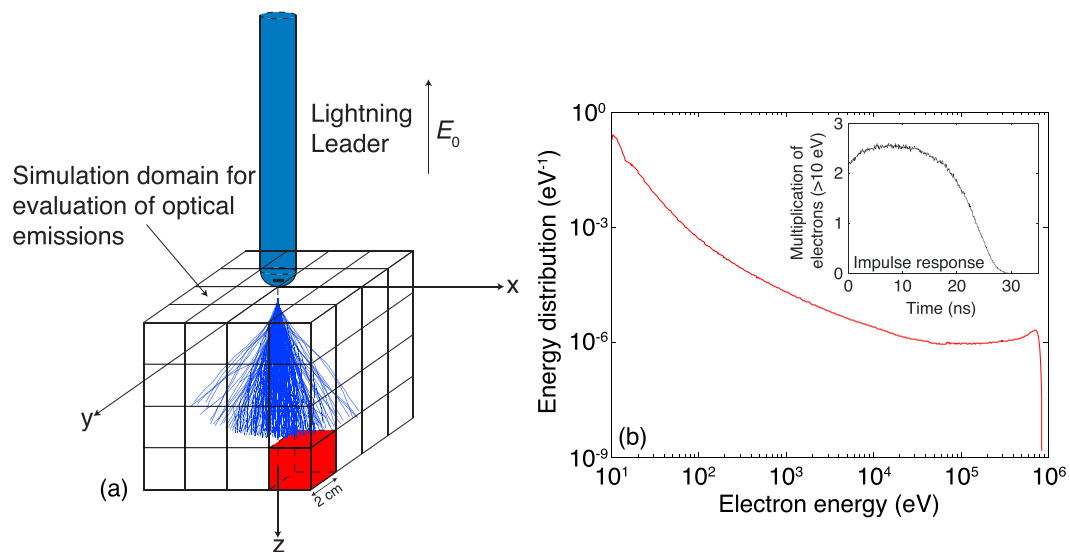 Lightning
Leader
E0
Simulation domain for
evaluation of optical
emissions
x
y
(a)
2 cm
z
10^0
10^-3
10^-6
10^-9
Energy distribution (eV^-1)
3
2
1
0
Multiplication of
electrons (>10 eV)
Impulse response
0 10 20 30
Time (ns)
(b)
10^1 10^2 10^3 10^4 10^5 10^6
Electron energy (eV)